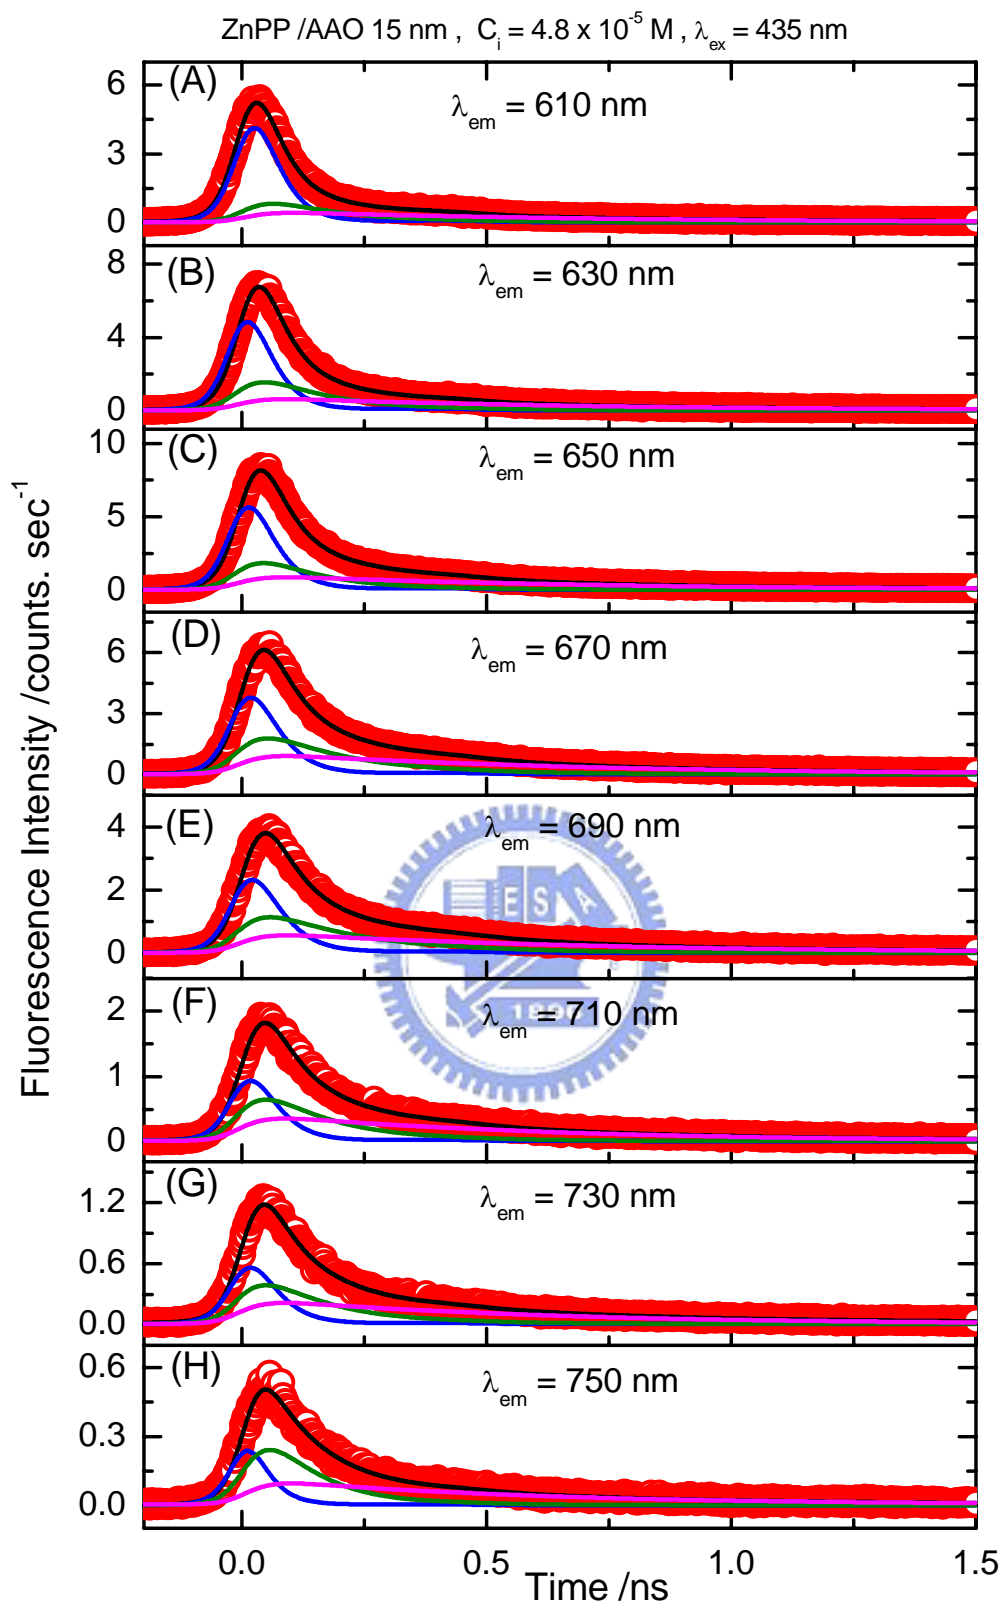 ZnPP /AAO 15 nm , C_i = 4.8 x 10^-5 M , λ_ex = 435 nm
(A)
λ_em = 610 nm
6
3
0
(B)
λ_em = 630 nm
8
4
0
(C)
λ_em = 650 nm
10
5
0
(D)
λ_em = 670 nm
6
3
0
(E)
λ_em = 690 nm
4
2
0
E S A
(F)
λ_em = 710 nm
2
1
0
1896
(G)
λ_em = 730 nm
1.2
0.6
0.0
(H)
λ_em = 750 nm
0.6
0.3
0.0
0.0 0.5 1.0 1.5
Time /ns
Fluorescence Intensity /counts. sec^-1